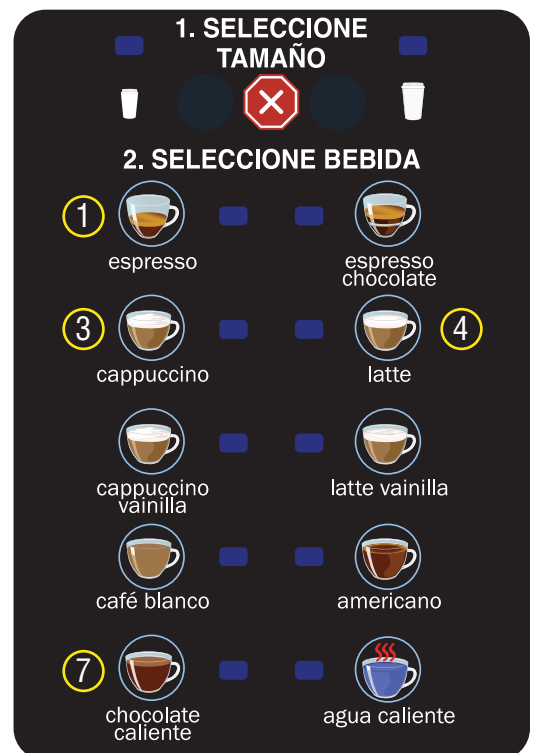 1. SELECCIONE
TAMAÑO
2. SELECCIONE BEBIDA
1
espresso
espresso
chocolate
3
cappuccino
latte
4
cappuccino
vainilla
latte vainilla
café blanco
americano
7
chocolate
caliente
agua caliente